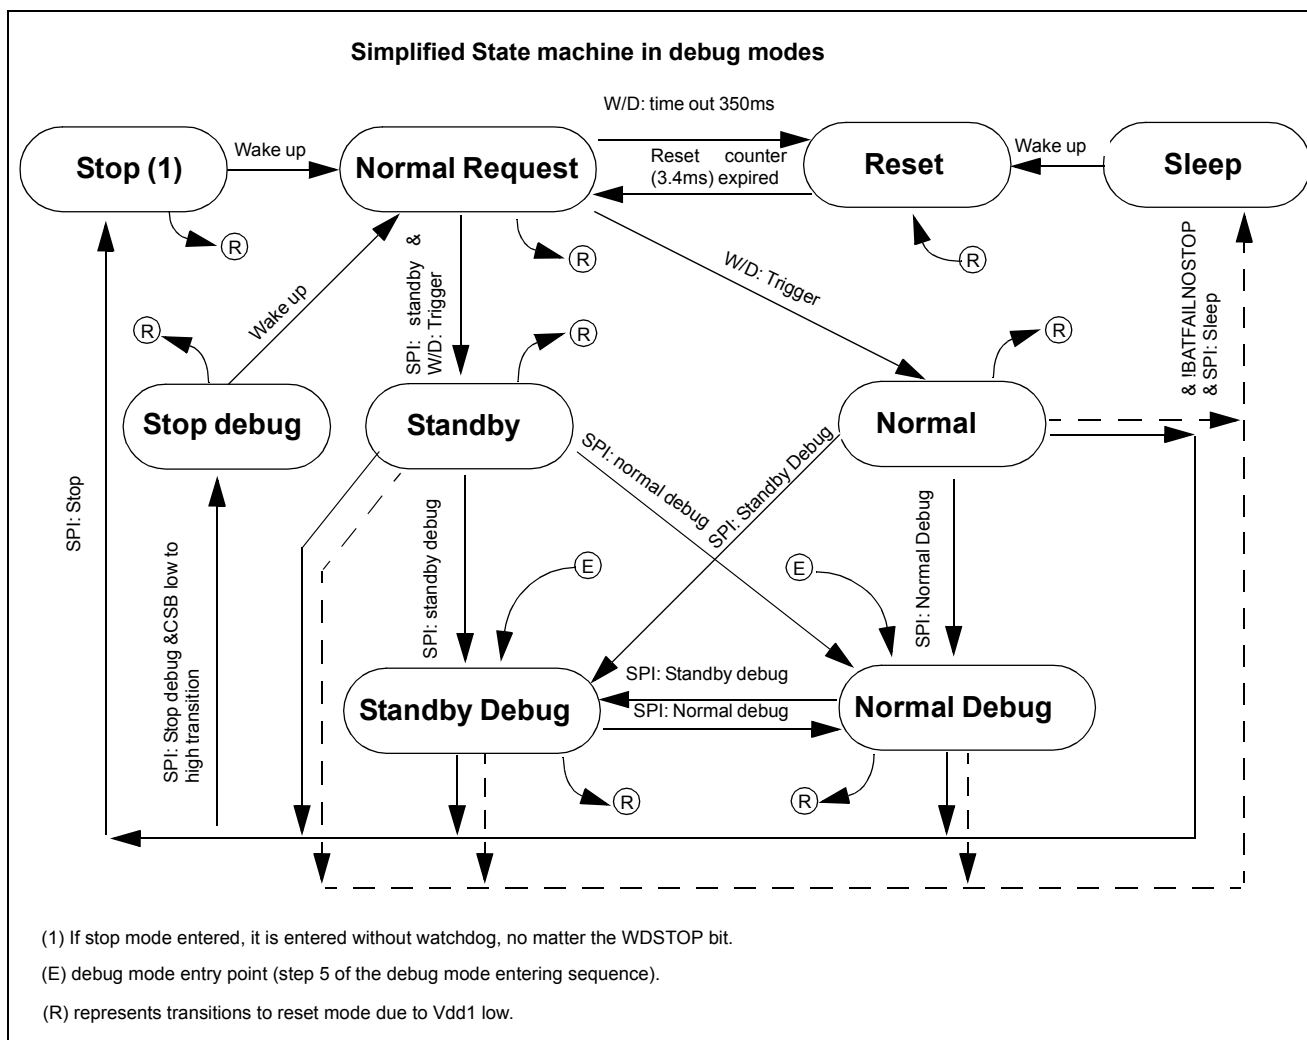 Simplified State machine in debug modes
W/D: time out 350ms
Wake up
Stop (1)
Normal Request
Reset counter
(3.4ms) expired
Reset
Wake up
Sleep
R
R
R
SPI: standby &
W/D: Trigger
W/D: Trigger
Wake up
& !BATFAILNOSTOP
& SPI: Sleep
R
R
R
Stop debug
Standby
Normal
SPI: Stop
SPI: Stop debug &CSB low to
high transition
SPI: standby debug
SPI: normal debug
SPI: Standby Debug
SPI: Normal Debug
E
E
SPI: Standby debug
SPI: Normal debug
Standby Debug
Normal Debug
R
R
(1) If stop mode entered, it is entered without watchdog, no matter the WDSTOP bit.
(E) debug mode entry point (step 5 of the debug mode entering sequence).
(R) represents transitions to reset mode due to Vdd1 low.